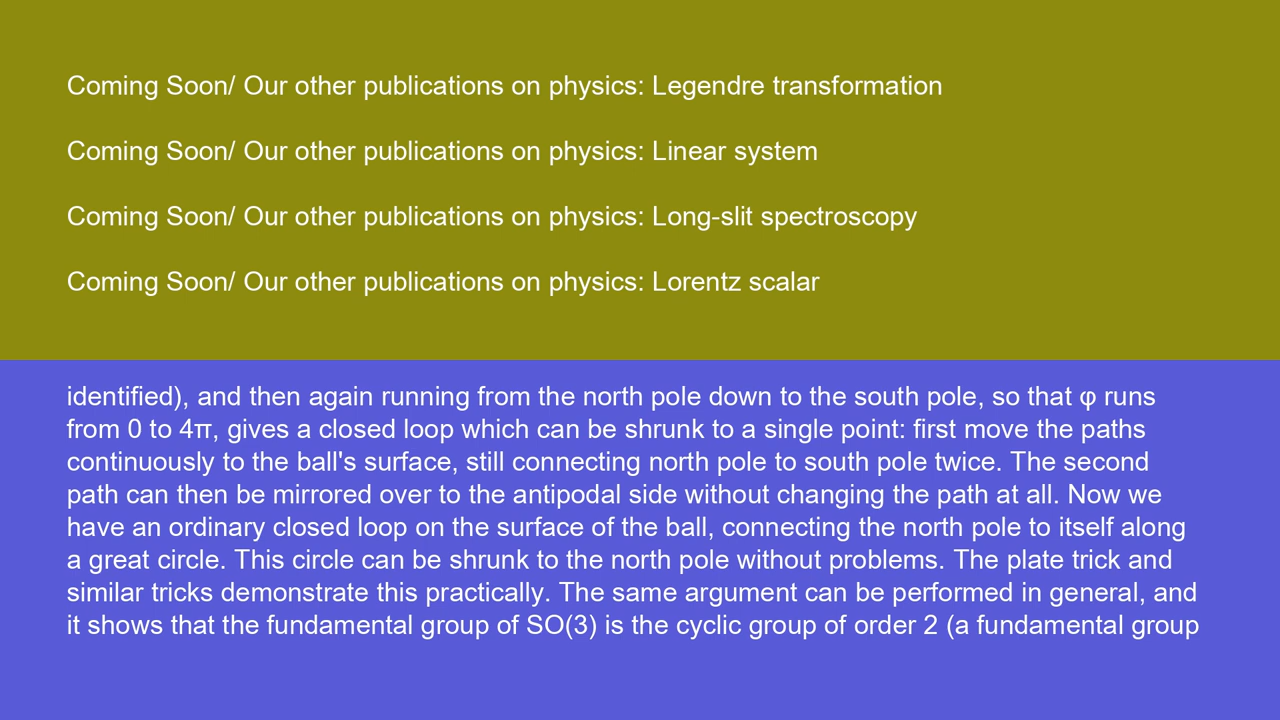 Coming Soon/ Our other publications on physics: Legendre transformation
Coming Soon/ Our other publications on physics: Linear system
Coming Soon/ Our other publications on physics: Long-slit spectroscopy
Coming Soon/ Our other publications on physics: Lorentz scalar
identified), and then again running from the north pole down to the south pole, so that φ runs
from 0 to 4π, gives a closed loop which can be shrunk to a single point: first move the paths
continuously to the ball's surface, still connecting north pole to south pole twice. The second
path can then be mirrored over to the antipodal side without changing the path at all. Now we
have an ordinary closed loop on the surface of the ball, connecting the north pole to itself along
a great circle. This circle can be shrunk to the north pole without problems. The plate trick and
similar tricks demonstrate this practically. The same argument can be performed in general, and
it shows that the fundamental group of SO(3) is the cyclic group of order 2 (a fundamental group